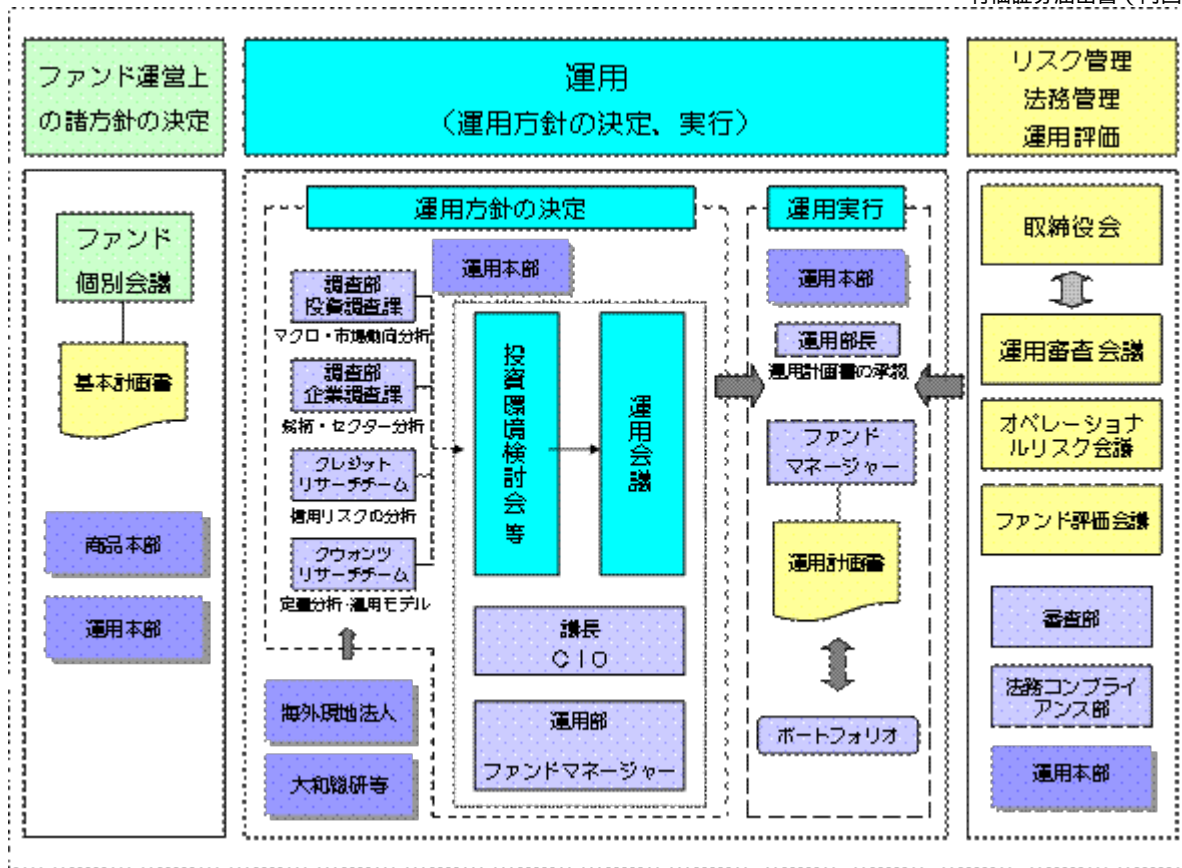 ファンド運営上
の諸方針の決定
運用
（運用方針の決定、実行）
リスク管理
法務管理
運用評価
ファンド
個別会議
基本計画書
商品本部
運用本部
運用方針の決定
運用本部
調査部
投資調査課
マクロ・市場動向分析
調査部
企業調査課
銘柄・セクター分析
クレジット
リサーチチーム
信用リスクの分析
クウォンツ
リサーチチーム
定量分析・運用モデル
海外現地法人
大和総研等
投資環境検討会等
運用会議
議長
ＣＩＯ
運用部
ファンドマネージャー
運用実行
運用本部
運用部長
運用計画書の承認
ファンド
マネージャー
運用計画書
ポートフォリオ
取締役会
運用審査会議
オペレーショナ
ルリスク会議
ファンド評価会議
審査部
法務コンプライ
アンス部
運用本部